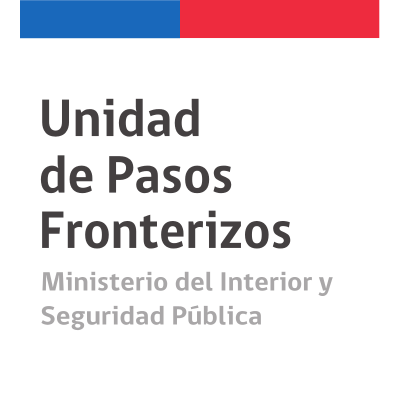 Unidad
de Pasos
Fronterizos
Ministerio del Interior y
Seguridad Pública